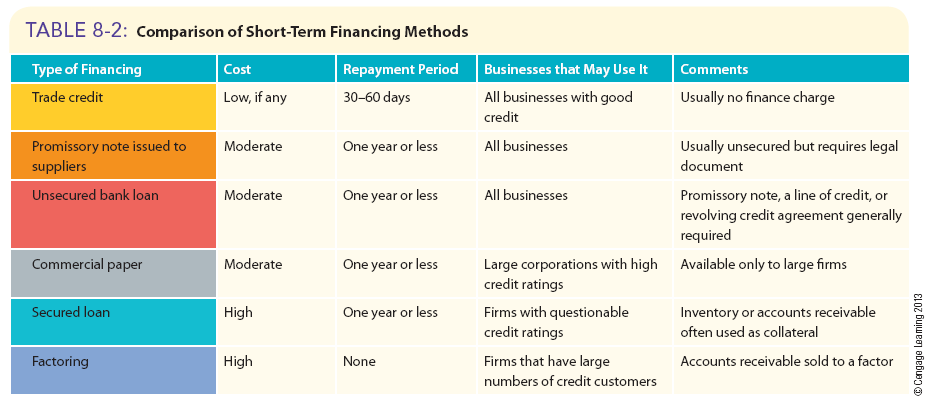 TABLE 8-2: Comparison of Short-Term Financing Methods
Type of Financing Cost Repayment Period Businesses that May Use It Comments
Trade credit Low, if any 30–60 days All businesses with good Usually no finance charge
credit
Promissory note issued to Moderate One year or less All businesses Usually unsecured but requires legal
suppliers document
Unsecured bank loan Moderate One year or less All businesses Promissory note, a line of credit, or
revolving credit agreement generally
required
Commercial paper Moderate One year or less Large corporations with high Available only to large firms
credit ratings
Secured loan High One year or less Firms with questionable Inventory or accounts receivable
credit ratings often used as collateral
Factoring High None Firms that have large Accounts receivable sold to a factor
numbers of credit customers
© Cengage Learning 2013